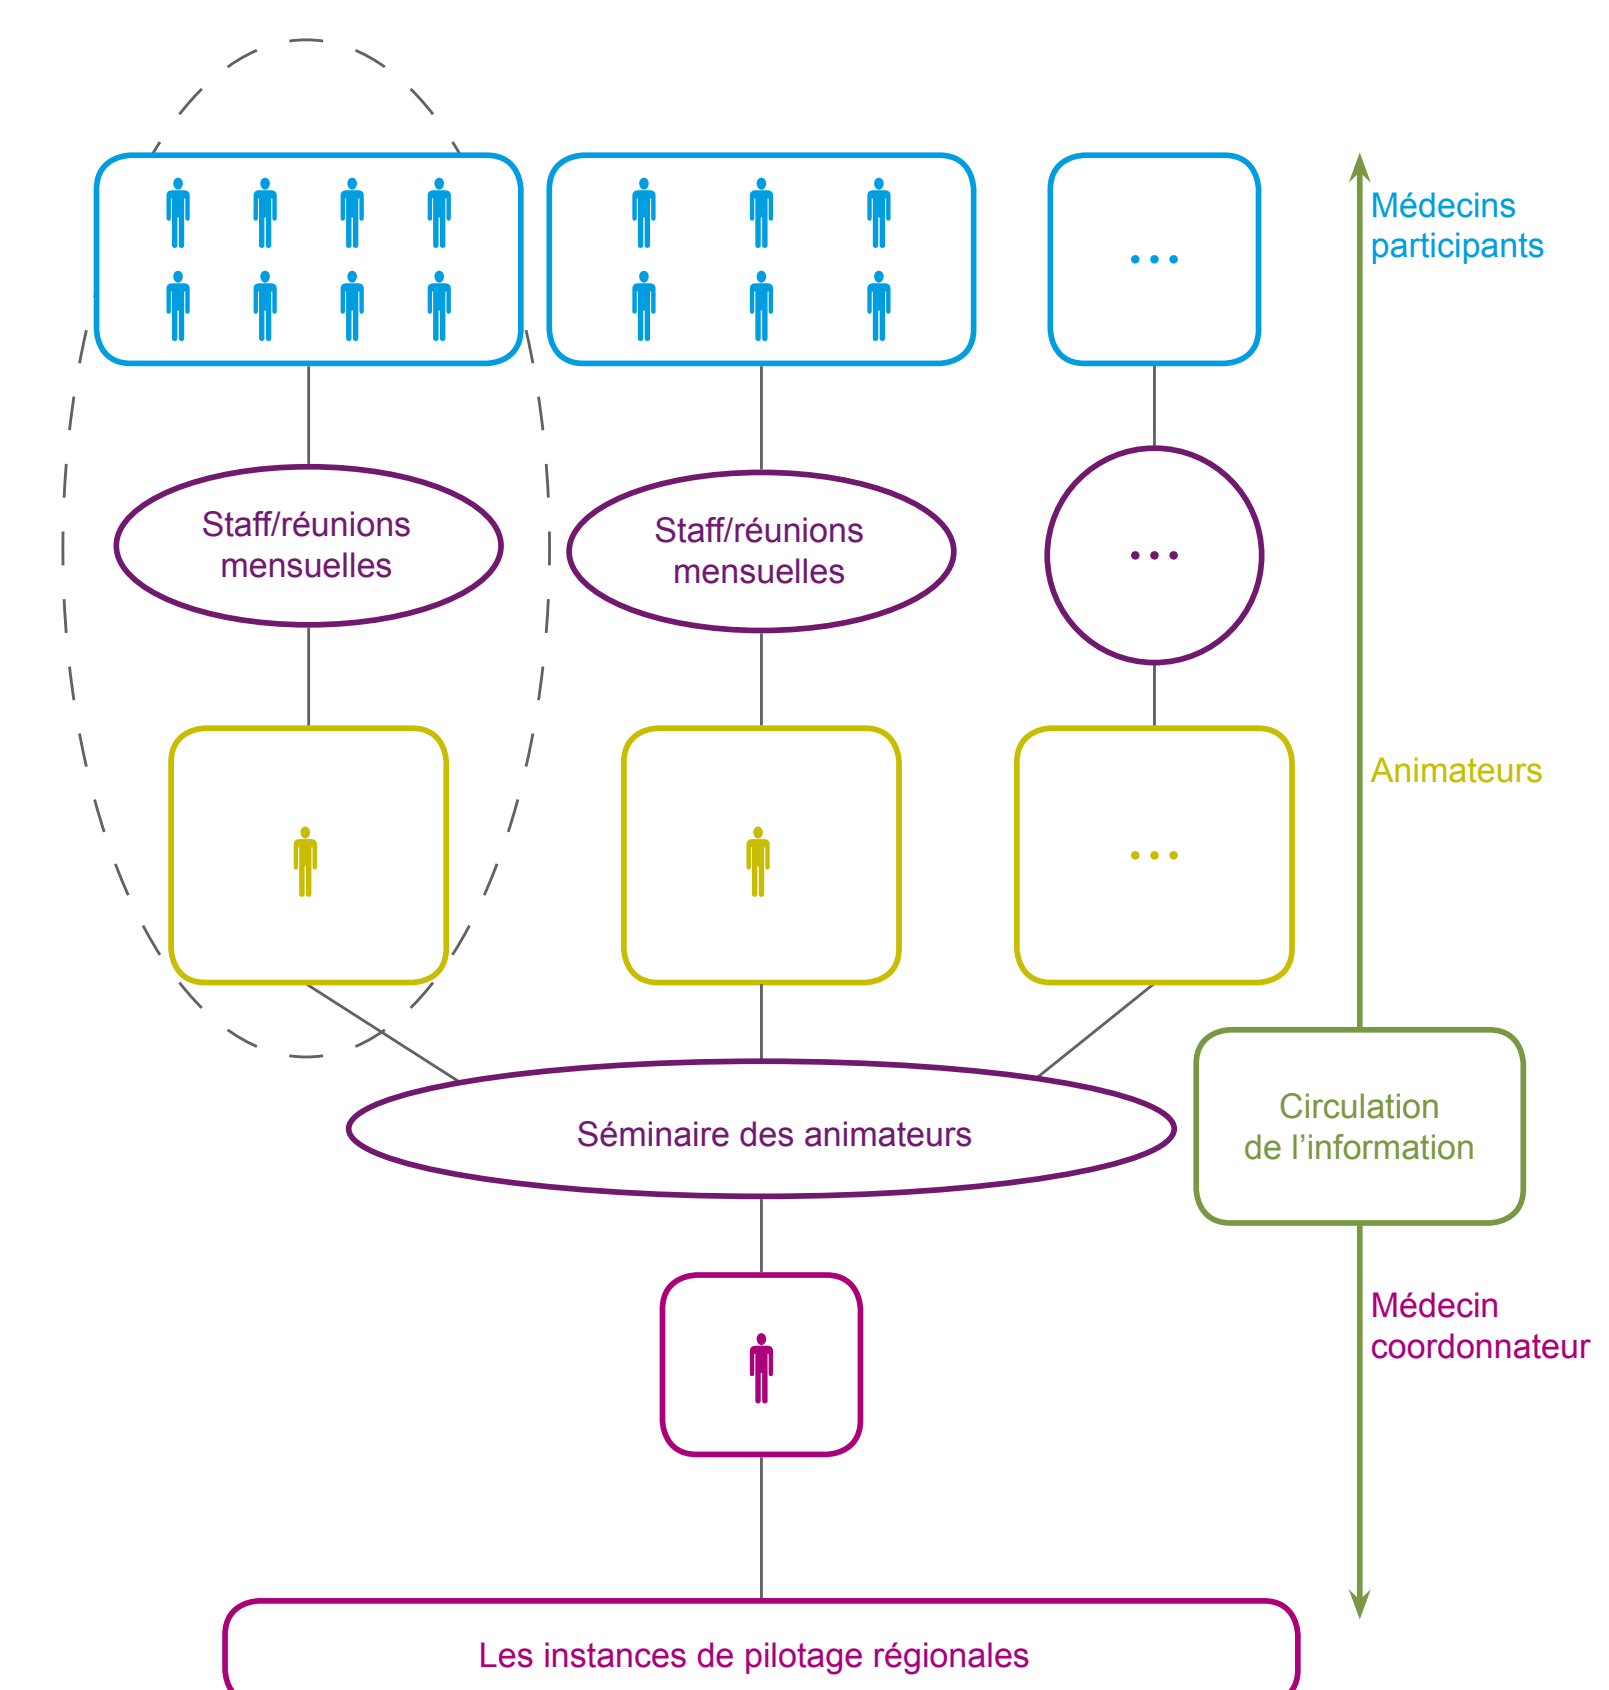 Médecins
participants
...
Staff/réunions
mensuelles
Staff/réunions
mensuelles
...
Animateurs
...
Circulation
de l’information
Séminaire des animateurs
Médecin
coordonnateur
Les instances de pilotage régionales